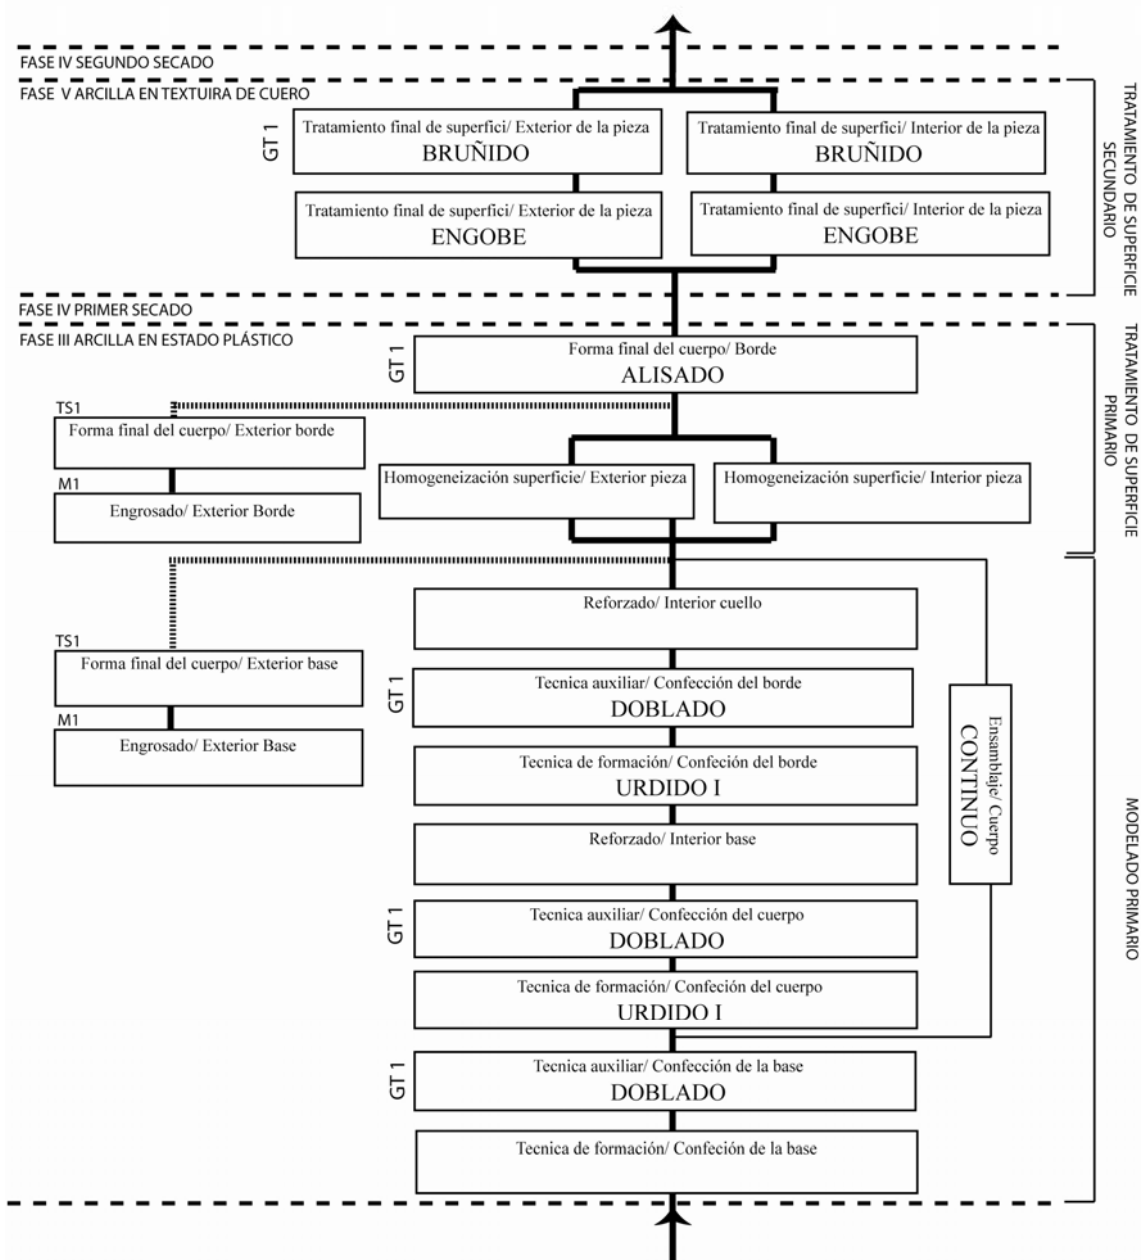 FASE IV SEGUNDO SECADO
FASE V ARCILLA EN TEXTUIRA DE CUERO
GT 1
Tratamiento final de superfici/ Exterior de la pieza
BRUÑIDO
Tratamiento final de superfici/ Interior de la pieza
BRUÑIDO
Tratamiento final de superfici/ Exterior de la pieza
ENGOBE
Tratamiento final de superfici/ Interior de la pieza
ENGOBE
TRATAMIENTO DE SUPERFICIE
SECUNDARIO
FASE IV PRIMER SECADO
FASE III ARCILLA EN ESTADO PLÁSTICO
GT 1
Forma final del cuerpo/ Borde
ALISADO
TS1
Forma final del cuerpo/ Exterior borde
M1
Engrosado/ Exterior Borde
Homogeneización superficie/ Exterior pieza
Homogeneización superficie/ Interior pieza
TRATAMIENTO DE SUPERFICIE
PRIMARIO
Reforzado/ Interior cuello
TS1
Forma final del cuerpo/ Exterior base
M1
Engrosado/ Exterior Base
GT 1
Tecnica auxiliar/ Confección del borde
DOBLADO
Tecnica de formación/ Confeción del borde
URDIDO I
Reforzado/ Interior base
GT 1
Tecnica auxiliar/ Confección del cuerpo
DOBLADO
Tecnica de formación/ Confeción del cuerpo
URDIDO I
Ensamblaje/ Cuerpo
CONTINUO
GT 1
Tecnica auxiliar/ Confección de la base
DOBLADO
Tecnica de formación/ Confeción de la base
MODELADO PRIMARIO